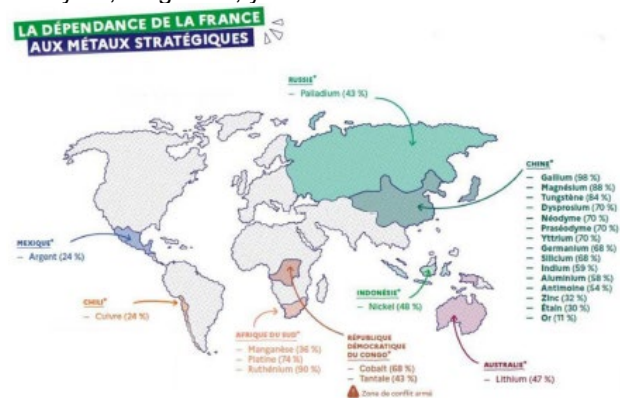 LA DÉPENDANCE DE LA FRANCE
AUX MÉTAUX STRATÉGIQUES
RUSSIE*
– Palladium (43 %)
CHINE*
– Gallium (98 %)
– Magnésium (88 %)
– Tungstène (84 %)
– Dysprosium (70 %)
– Néodyme (70 %)
– Praséodyme (70 %)
– Yttrium (70 %)
– Germanium (68 %)
– Silicium (68 %)
– Indium (59 %)
– Aluminium (58 %)
– Antimoine (54 %)
– Zinc (32 %)
– Étain (30 %)
– Or (11 %)
MEXIQUE*
– Argent (24 %)
CHILI*
– Cuivre (24 %)
AFRIQUE DU SUD*
– Manganèse (36 %)
– Platine (74 %)
– Ruthénium (90 %)
RÉPUBLIQUE
DÉMOCRATIQUE
DU CONGO*
– Cobalt (68 %)
– Tantale (43 %)
Zone de conflit armé
INDONÉSIE*
– Nickel (48 %)
AUSTRALIE*
– Lithium (47 %)